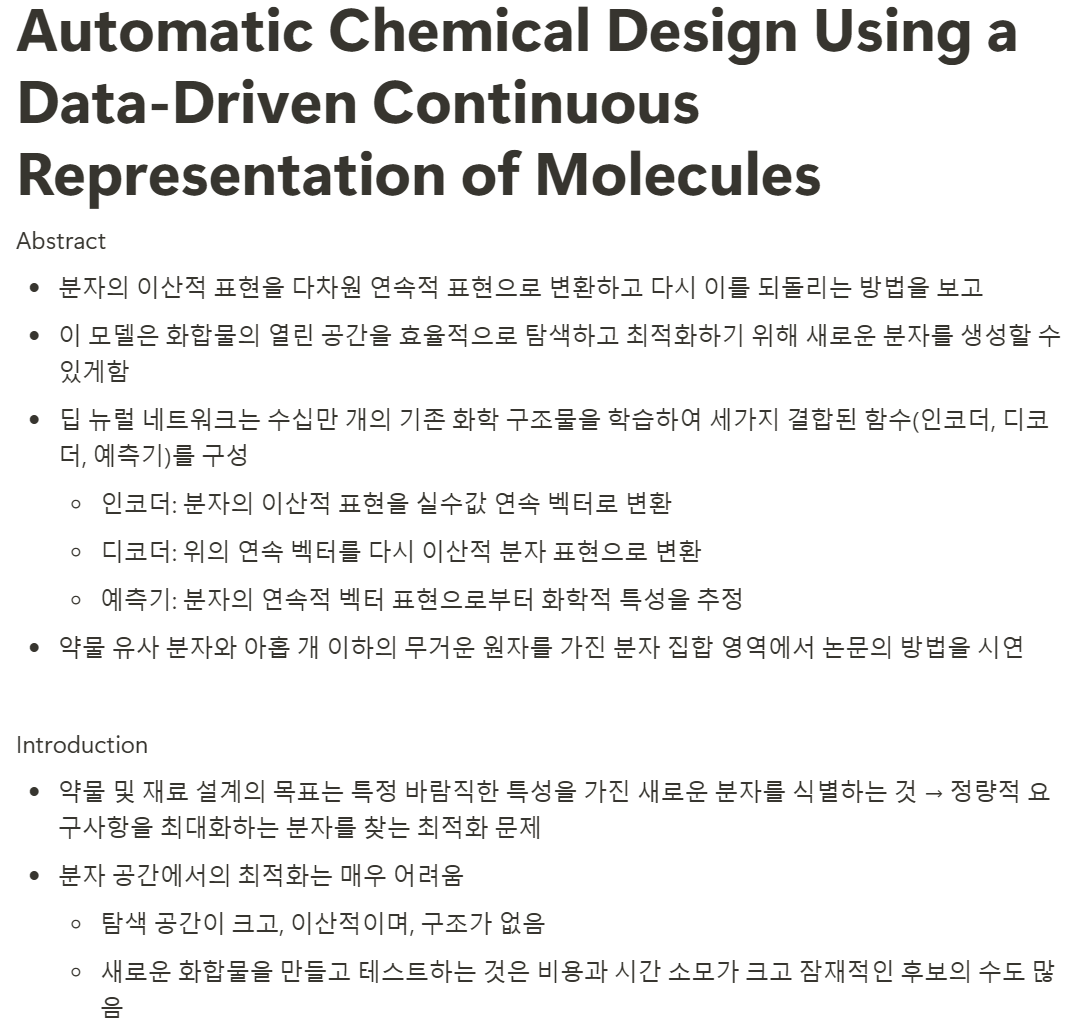 Automatic Chemical Design Using a
Data-Driven Continuous
Representation of Molecules
Abstract
• 분자의 이산적 표현을 다차원 연속적 표현으로 변환하고 다시 이를 되돌리는 방법을 보고
• 이 모델은 화합물의 열린 공간을 효율적으로 탐색하고 최적화하기 위해 새로운 분자를 생성할 수
있게함
• 딥 뉴럴 네트워크는 수십만 개의 기존 화학 구조물을 학습하여 세가지 결합된 함수(인코더, 디코
더, 예측기)를 구성
◦ 인코더: 분자의 이산적 표현을 실수값 연속 벡터로 변환
◦ 디코더: 위의 연속 벡터를 다시 이산적 분자 표현으로 변환
◦ 예측기: 분자의 연속적 벡터 표현으로부터 화학적 특성을 추정
• 약물 유사 분자와 아홉 개 이하의 무거운 원자를 가진 분자 집합 영역에서 논문의 방법을 시연
Introduction
• 약물 및 재료 설계의 목표는 특정 바람직한 특성을 가진 새로운 분자를 식별하는 것 → 정량적 요
구사항을 최대화하는 분자를 찾는 최적화 문제
• 분자 공간에서의 최적화는 매우 어려움
◦ 탐색 공간이 크고, 이산적이며, 구조가 없음
◦ 새로운 화합물을 만들고 테스트하는 것은 비용과 시간 소모가 크고 잠재적인 후보의 수도 많
음